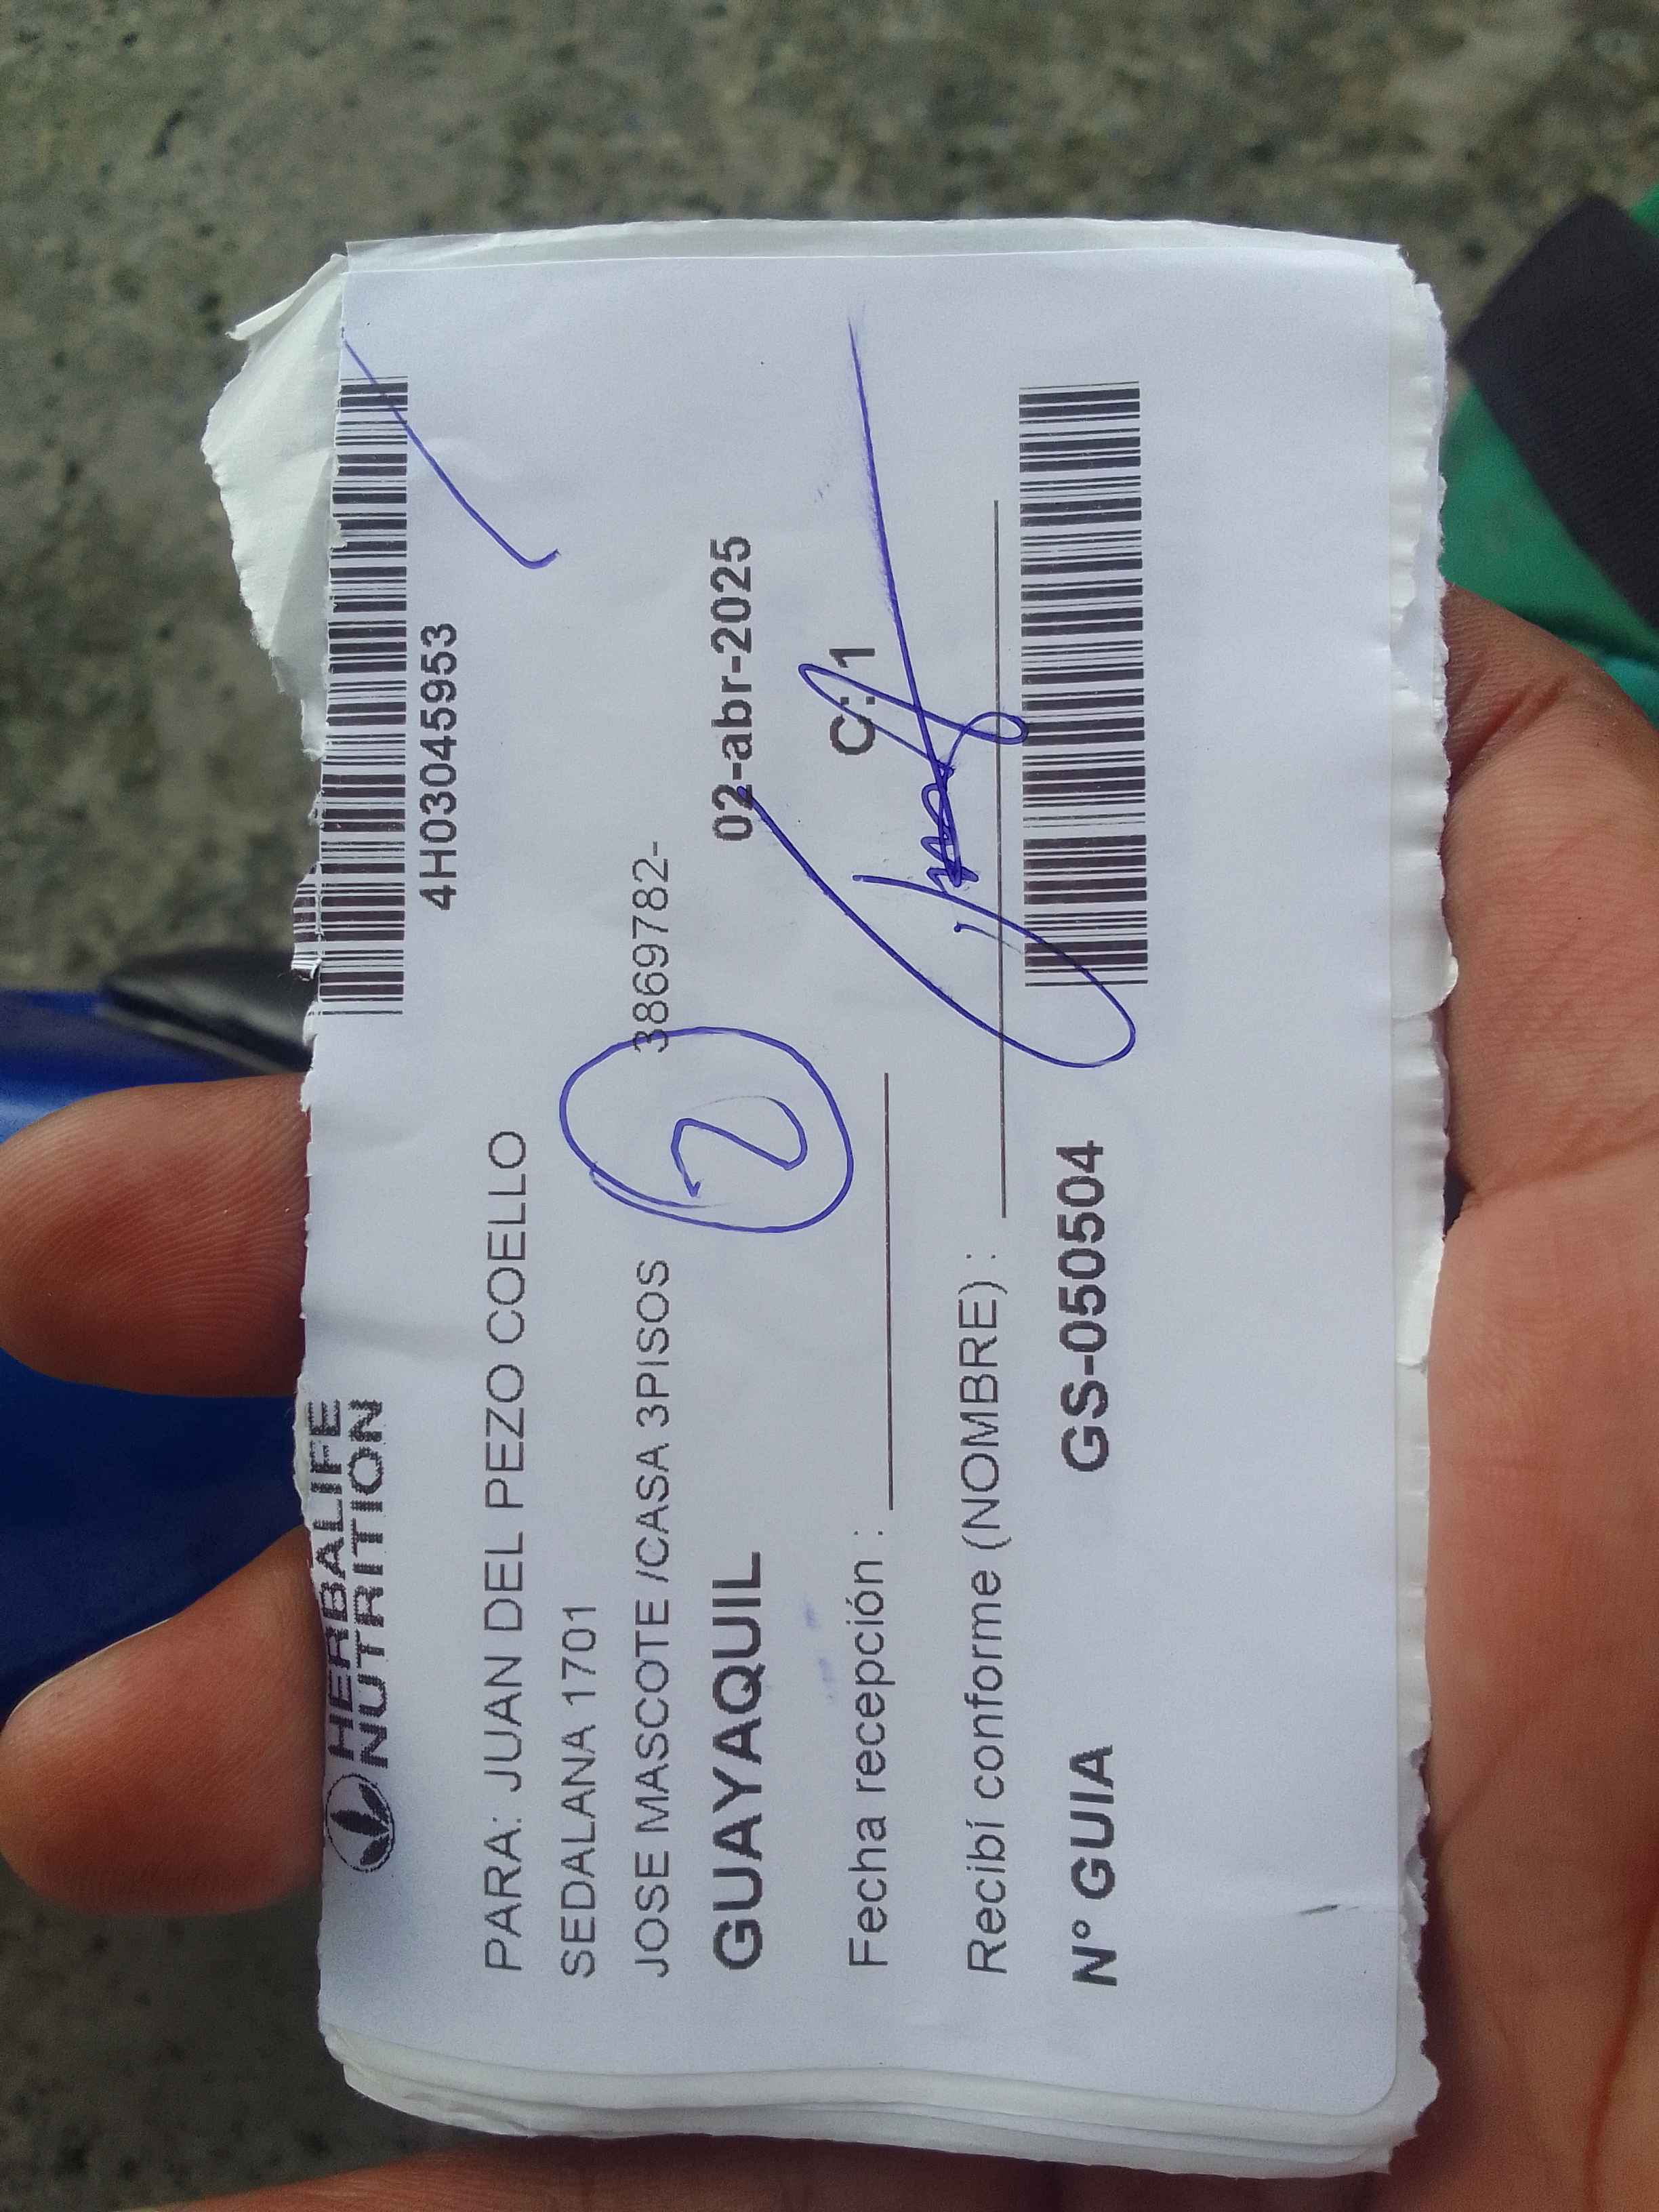 HERBALIFE
NUTRITION
4H03045953
PARA: JUAN DEL PEZO COELLO
SEDALANA 1701
JOSE MASCOTE /CASA 3PISOS 3869782-
2
GUAYAQUIL 02-abr-2025
Fecha recepción :
C: 1
Recibí conforme (NOMBRE) :
N° GUIA GS-050504